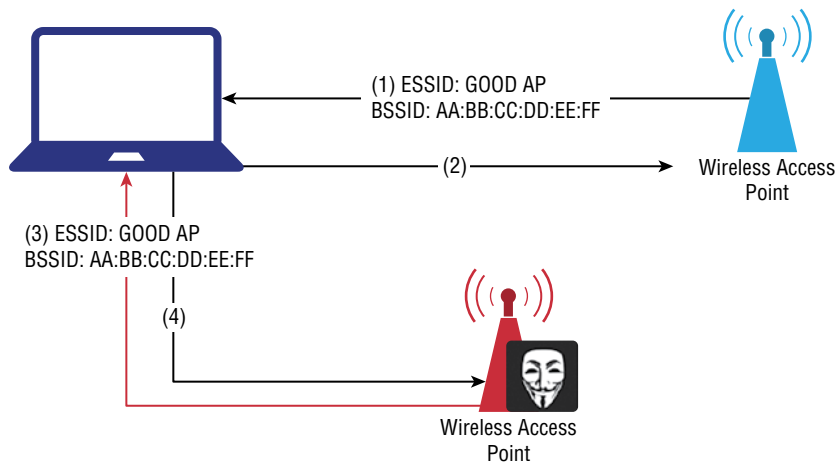 (1) ESSID: GOOD AP
BSSID: AA:BB:CC:DD:EE:FF
(2)
Wireless Access
Point
(3) ESSID: GOOD AP
BSSID: AA:BB:CC:DD:EE:FF
(4)
Wireless Access
Point